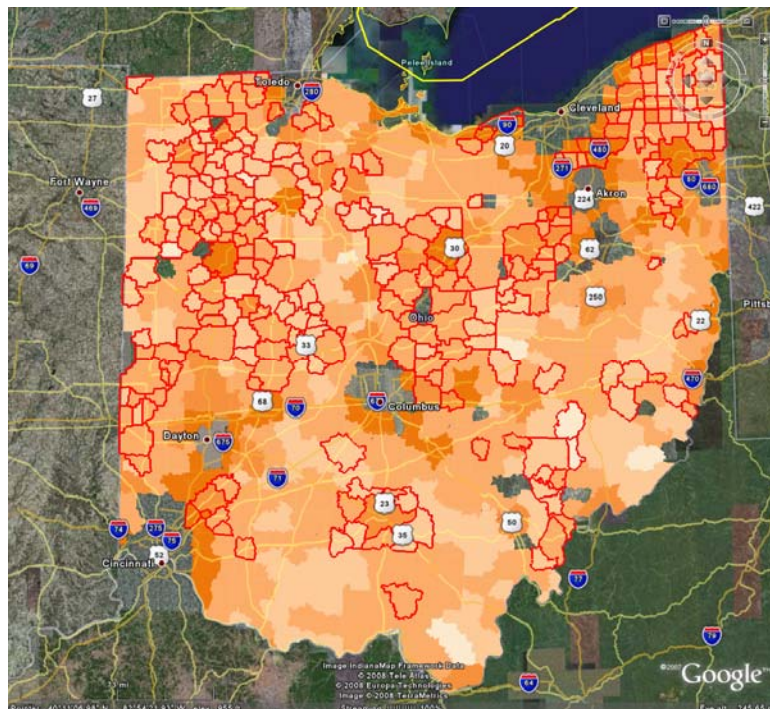 Pelee Island
Toledo
27
280
Cleveland
90
20
480
271
Fort Wayne
80
680
Akron
224
469
422
30
62
69
250
Pittsb
Ohio
22
33
470
68
70
Columbus
Dayton
675
71
23
50
74
275
35
75
52
Cincinnati
77
79
Image IndianaMap Framework Data
© 2008 Tele Atlas
© 2008 Europa Technologies
Image © 2008 TerraMetrics
©2007 Google
64